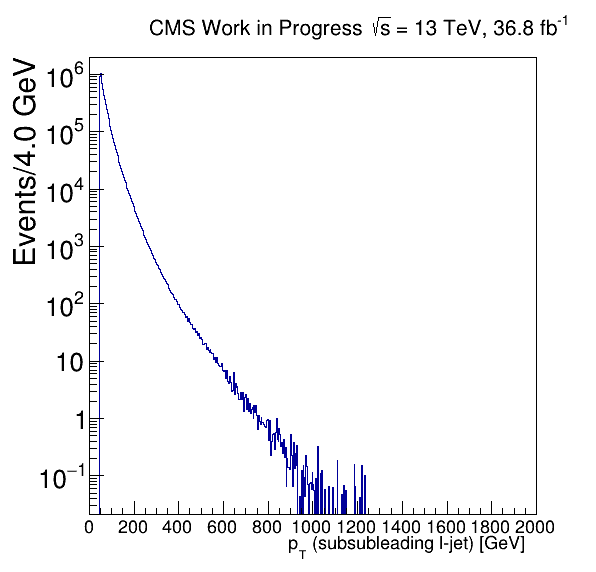 CMS Work in Progress √s = 13 TeV, 36.8 fb⁻¹
Events/4.0 GeV
10⁶
10⁵
10⁴
10³
10²
10
1
10⁻¹
0 200 400 600 800 1000 1200 1400 1600 1800 2000
p_T (subsubleading l-jet) [GeV]